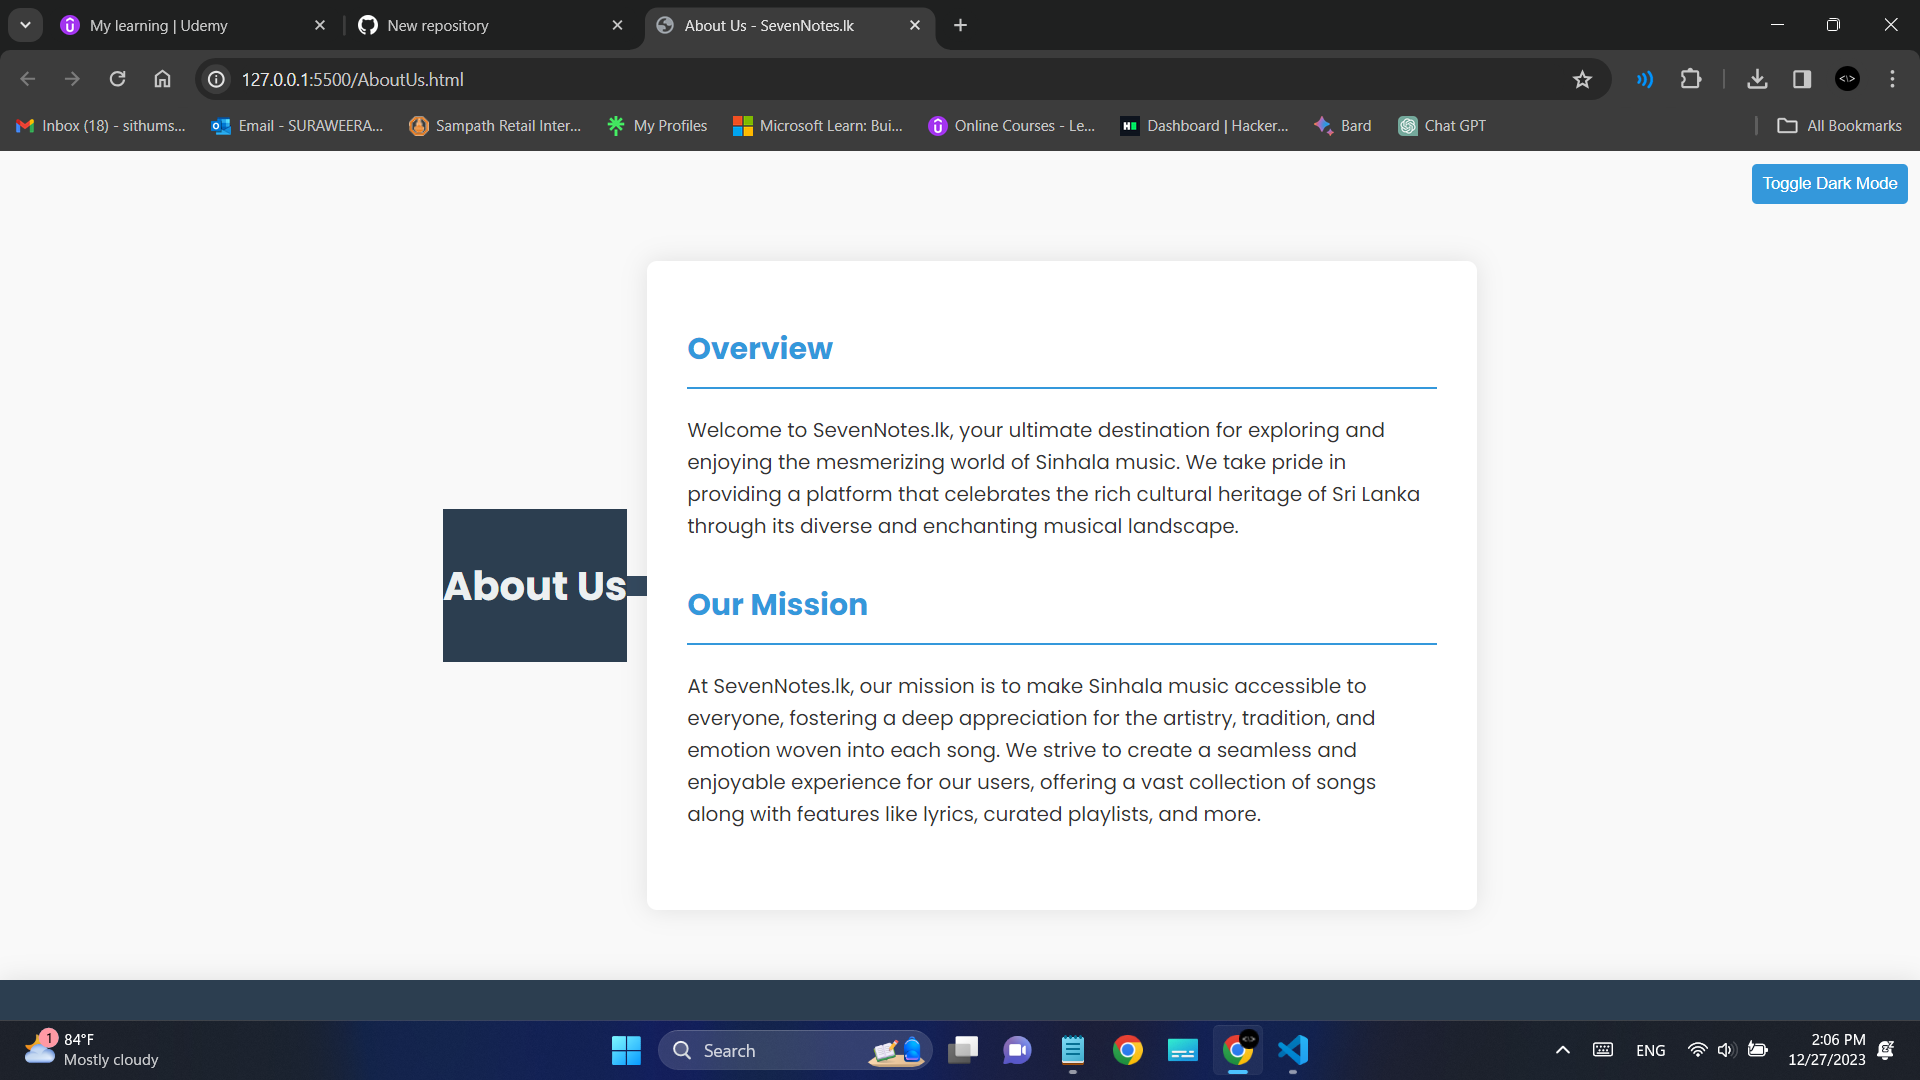 My learning | Udemy
New repository
About Us - SevenNotes.lk
127.0.0.1:5500/AboutUs.html
Inbox (18) - sithums...
Email - SURAWEERA...
Sampath Retail Inter...
My Profiles
Microsoft Learn: Bui...
Online Courses - Le...
Dashboard | Hacker...
Bard
Chat GPT
All Bookmarks
Toggle Dark Mode
About Us
Overview
Welcome to SevenNotes.lk, your ultimate destination for exploring and
enjoying the mesmerizing world of Sinhala music. We take pride in
providing a platform that celebrates the rich cultural heritage of Sri Lanka
through its diverse and enchanting musical landscape.
Our Mission
At SevenNotes.lk, our mission is to make Sinhala music accessible to
everyone, fostering a deep appreciation for the artistry, tradition, and
emotion woven into each song. We strive to create a seamless and
enjoyable experience for our users, offering a vast collection of songs
along with features like lyrics, curated playlists, and more.
1
84°F
Mostly cloudy
Search
ENG
2:06 PM
12/27/2023